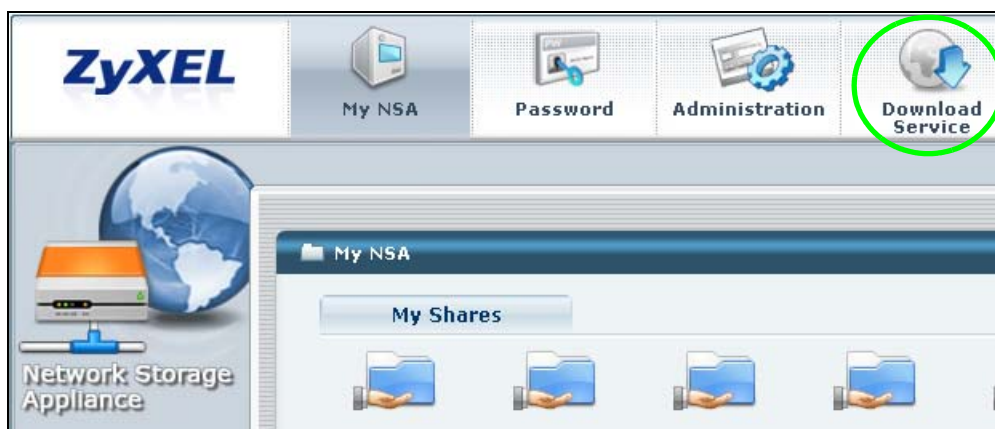 ZyXEL
My NSA
Password
Administration
Download
Service
My NSA
My Shares
Network Storage
Appliance